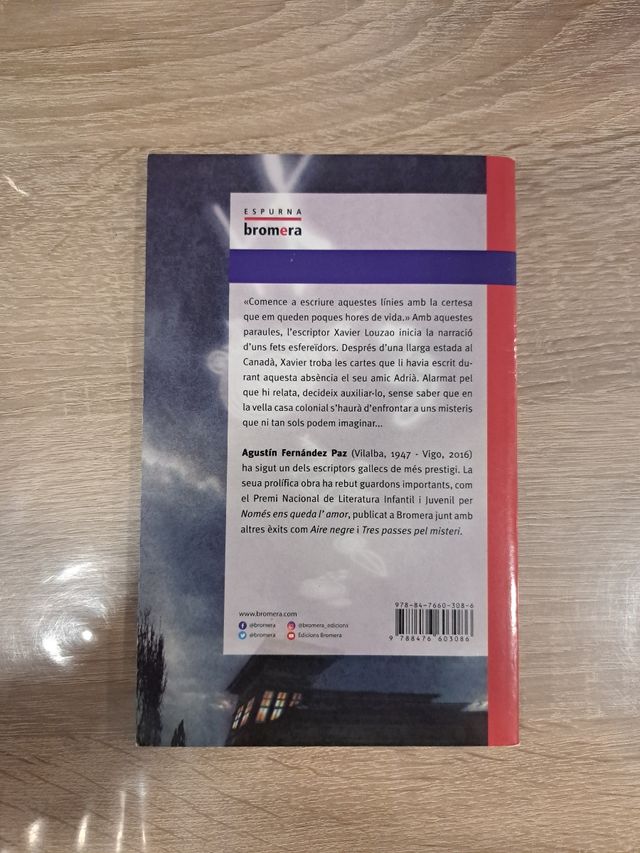 ESPURNA
bromera
«Comence a escriure aquestes línies amb la certesa
que em queden poques hores de vida.» Amb aquestes
paraules, l'escriptor Xavier Louzao inicia la narració
d'uns fets esfereïdors. Després d'una llarga estada al
Canadà, Xavier troba les cartes que li havia escrit du-
rant aquesta absència el seu amic Adrià. Alarmat pel
que hi relata, decideix auxiliar-lo, sense saber que en
la vella casa colonial s'haurà d'enfrontar a uns misteris
que ni tan sols podem imaginar...
Agustín Fernández Paz (Vilalba, 1947 - Vigo, 2016)
ha sigut un dels escriptors gallecs de més prestigi. La
seua prolífica obra ha rebut guardons importants, com
el Premi Nacional de Literatura Infantil i Juvenil per
Només ens queda l' amor, publicat a Bromera junt amb
altres èxits com Aire negre i Tres passes pel misteri.
www.bromera.com
@bromera @bromera_edicions
@bromera Edicions Bromera
978-84-7660-308-6
9 788476 603086